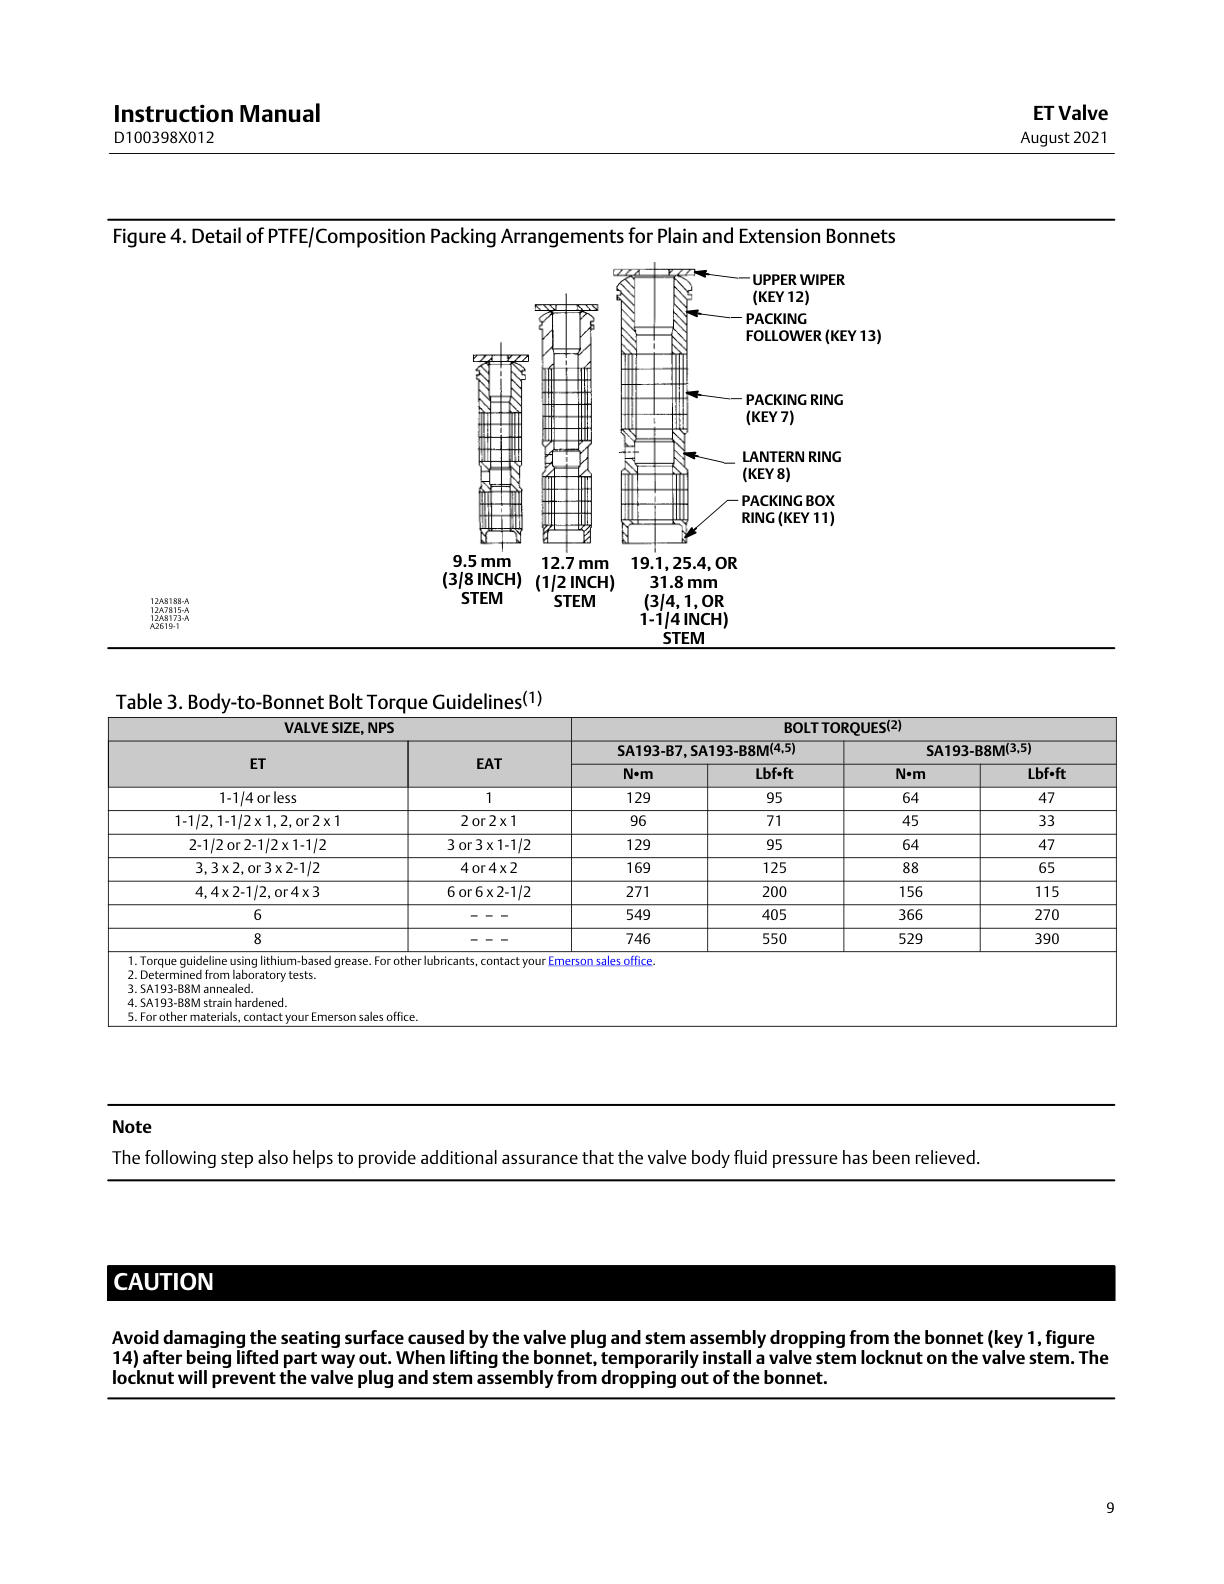 Instruction Manual
D100398X012
ET Valve
August 2021
Figure 4. Detail of PTFE/Composition Packing Arrangements for Plain and Extension Bonnets
UPPER WIPER
(KEY 12)
PACKING
FOLLOWER (KEY 13)
PACKING RING
(KEY 7)
LANTERN RING
(KEY 8)
PACKING BOX
RING (KEY 11)
9.5 mm
(3/8 INCH)
STEM
12.7 mm
(1/2 INCH)
STEM
19.1, 25.4, OR
31.8 mm
(3/4, 1, OR
1-1/4 INCH)
STEM
12A8188-A
12A7815-A
12A8173-A
A2619-1
Table 3. Body-to-Bonnet Bolt Torque Guidelines(1)
VALVE SIZE, NPS BOLT TORQUES(2)
ET EAT SA193-B7, SA193-B8M(4,5) SA193-B8M(3,5)
N•m Lbf•ft N•m Lbf•ft
1-1/4 or less 1 129 95 64 47
1-1/2, 1-1/2 x 1, 2, or 2 x 1 2 or 2 x 1 96 71 45 33
2-1/2 or 2-1/2 x 1-1/2 3 or 3 x 1-1/2 129 95 64 47
3, 3 x 2, or 3 x 2-1/2 4 or 4 x 2 169 125 88 65
4, 4 x 2-1/2, or 4 x 3 6 or 6 x 2-1/2 271 200 156 115
6 – – – 549 405 366 270
8 – – – 746 550 529 390
1. Torque guideline using lithium-based grease. For other lubricants, contact your Emerson sales office.
2. Determined from laboratory tests.
3. SA193-B8M annealed.
4. SA193-B8M strain hardened.
5. For other materials, contact your Emerson sales office.
Note
The following step also helps to provide additional assurance that the valve body fluid pressure has been relieved.
CAUTION
Avoid damaging the seating surface caused by the valve plug and stem assembly dropping from the bonnet (key 1, figure
14) after being lifted part way out. When lifting the bonnet, temporarily install a valve stem locknut on the valve stem. The
locknut will prevent the valve plug and stem assembly from dropping out of the bonnet.
9